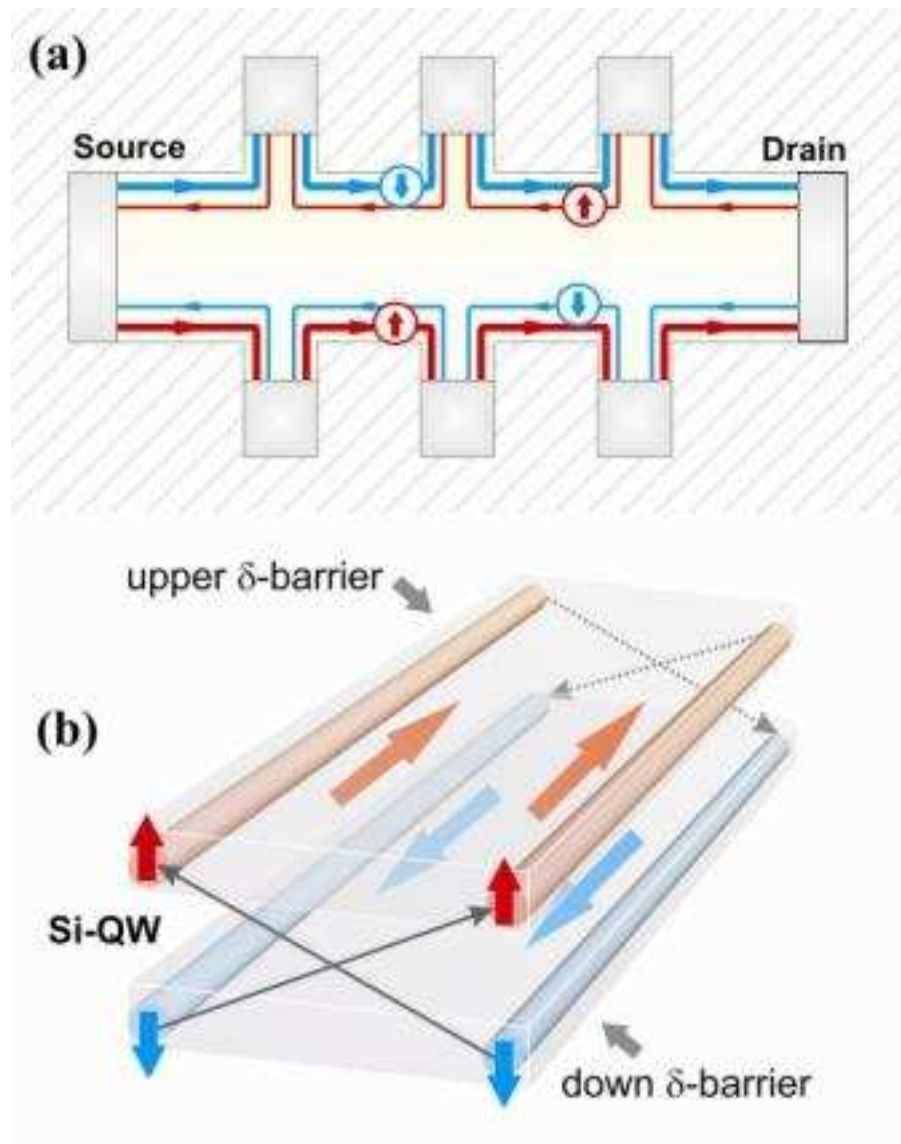 (a)
Source
Drain
upper δ-barrier
(b)
Si-QW
down δ-barrier